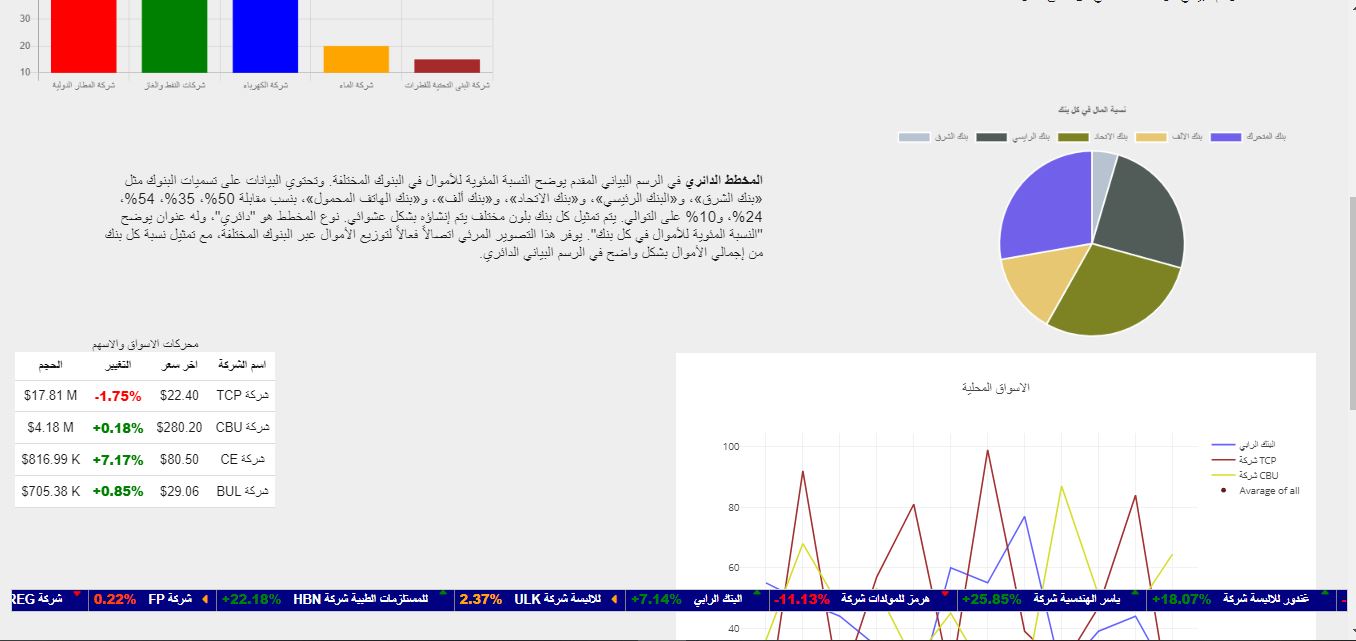 30
20
10
شركة المطار الدولية
شركات النفط والغاز
شركة الكهرباء
شركة الماء
شركة البنى التحتية للقطرات
نسبة المال في كل بنك
بنك الشرق
بنك الرايسي
بنك الاتحاد
بنك الالف
بنك المتحرك
المخطط الدائري في الرسم البياني المقدم يوضح النسبة المئوية للأموال في البنوك المختلفة. وتحتوي البيانات على تسميات البنوك مثل
«بنك الشرق»، و«البنك الرئيسي»، و«بنك الاتحاد»، و«بنك ألف»، و«بنك الهاتف المحمول»، بنسب مقابلة 50%، 35%، 54%،
24%، و10% على التوالي. يتم تمثيل كل بنك بلون مختلف يتم إنشاؤه بشكل عشوائي. نوع المخطط هو "دائري"، وله عنوان يوضح
"النسبة المئوية للأموال في كل بنك". يوفر هذا التصوير المرئي اتصالاً فعالاً لتوزيع الأموال عبر البنوك المختلفة، مع تمثيل نسبة كل بنك
من إجمالي الأموال بشكل واضح في الرسم البياني الدائري.
محركات الاسواق والاسهم
اسم الشركة اخر سعر التغيير الحجم
شركة TCP $22.40 -1.75% $17.81 M
شركة CBU $280.20 +0.18% $4.18 M
شركة CE $80.50 +7.17% $816.99 K
شركة BUL $29.06 +0.85% $705.38 K
الاسواق المحلية
100
80
60
40
البنك الرابي
شركة TCP
شركة CBU
Avarage of all
شركة REG
0.22% شركة FP
+22.18% للمستلزمات الطبية شركة HBN
2.37% للالبسة شركة ULK
+7.14% البنك الرابي
-11.13% هرمز للمولدات شركة
+25.85% ياسر الهندسية شركة
+18.07% غندور للالبسة شركة